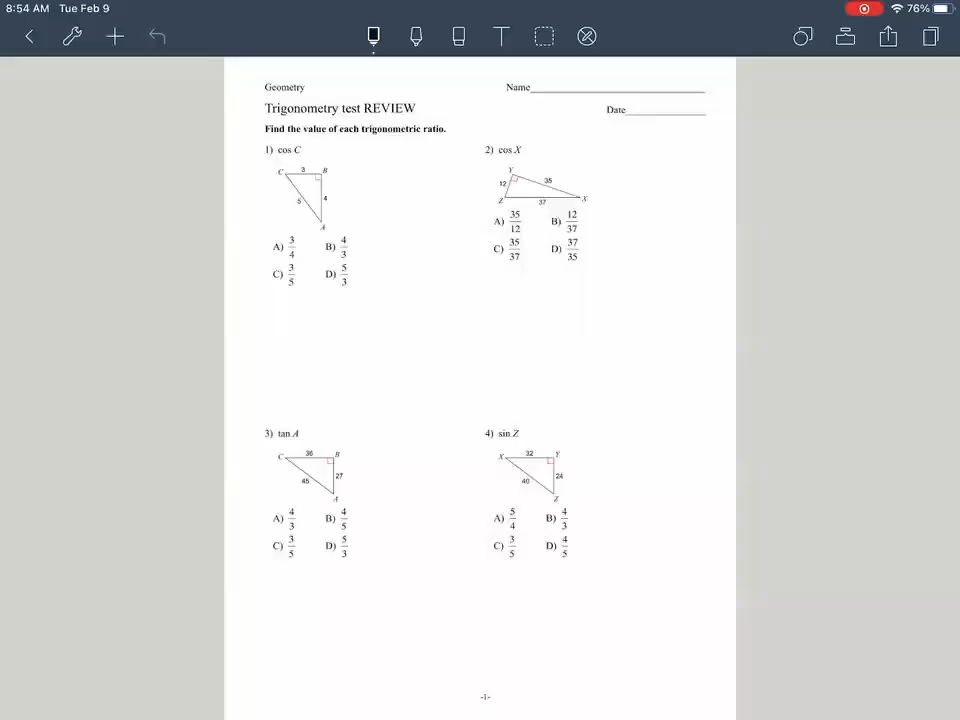 8:54 AM Tue Feb 9
76%
Geometry
Name
Trigonometry test REVIEW
Date
Find the value of each trigonometric ratio.
1) cos C
C 3 B
5 4
A
A) 3/4 B) 4/3
C) 3/5 D) 5/3
2) cos X
Y
12 35
Z 37 X
A) 35/12 B) 12/37
C) 35/37 D) 37/35
3) tan A
C 36 B
45 27
A
A) 4/3 B) 4/5
C) 3/5 D) 5/3
4) sin Z
X 32 Y
40 24
Z
A) 5/4 B) 4/3
C) 3/5 D) 4/5
-1-